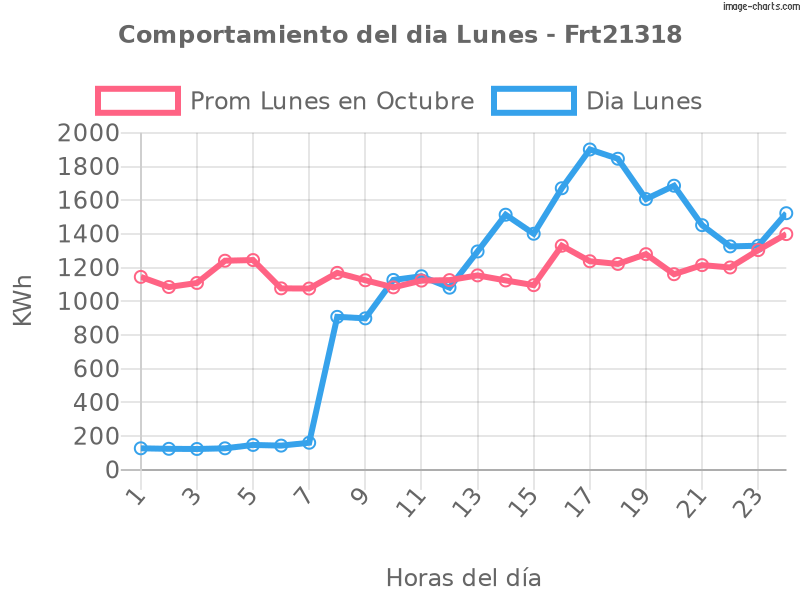 image-charts.com
Comportamiento del dia Lunes - Frt21318
Prom Lunes en Octubre Dia Lunes
2000
1800
1600
1400
1200
1000
800
600
400
200
0
KWh
1 3 5 7 9 11 13 15 17 19 21 23
Horas del día